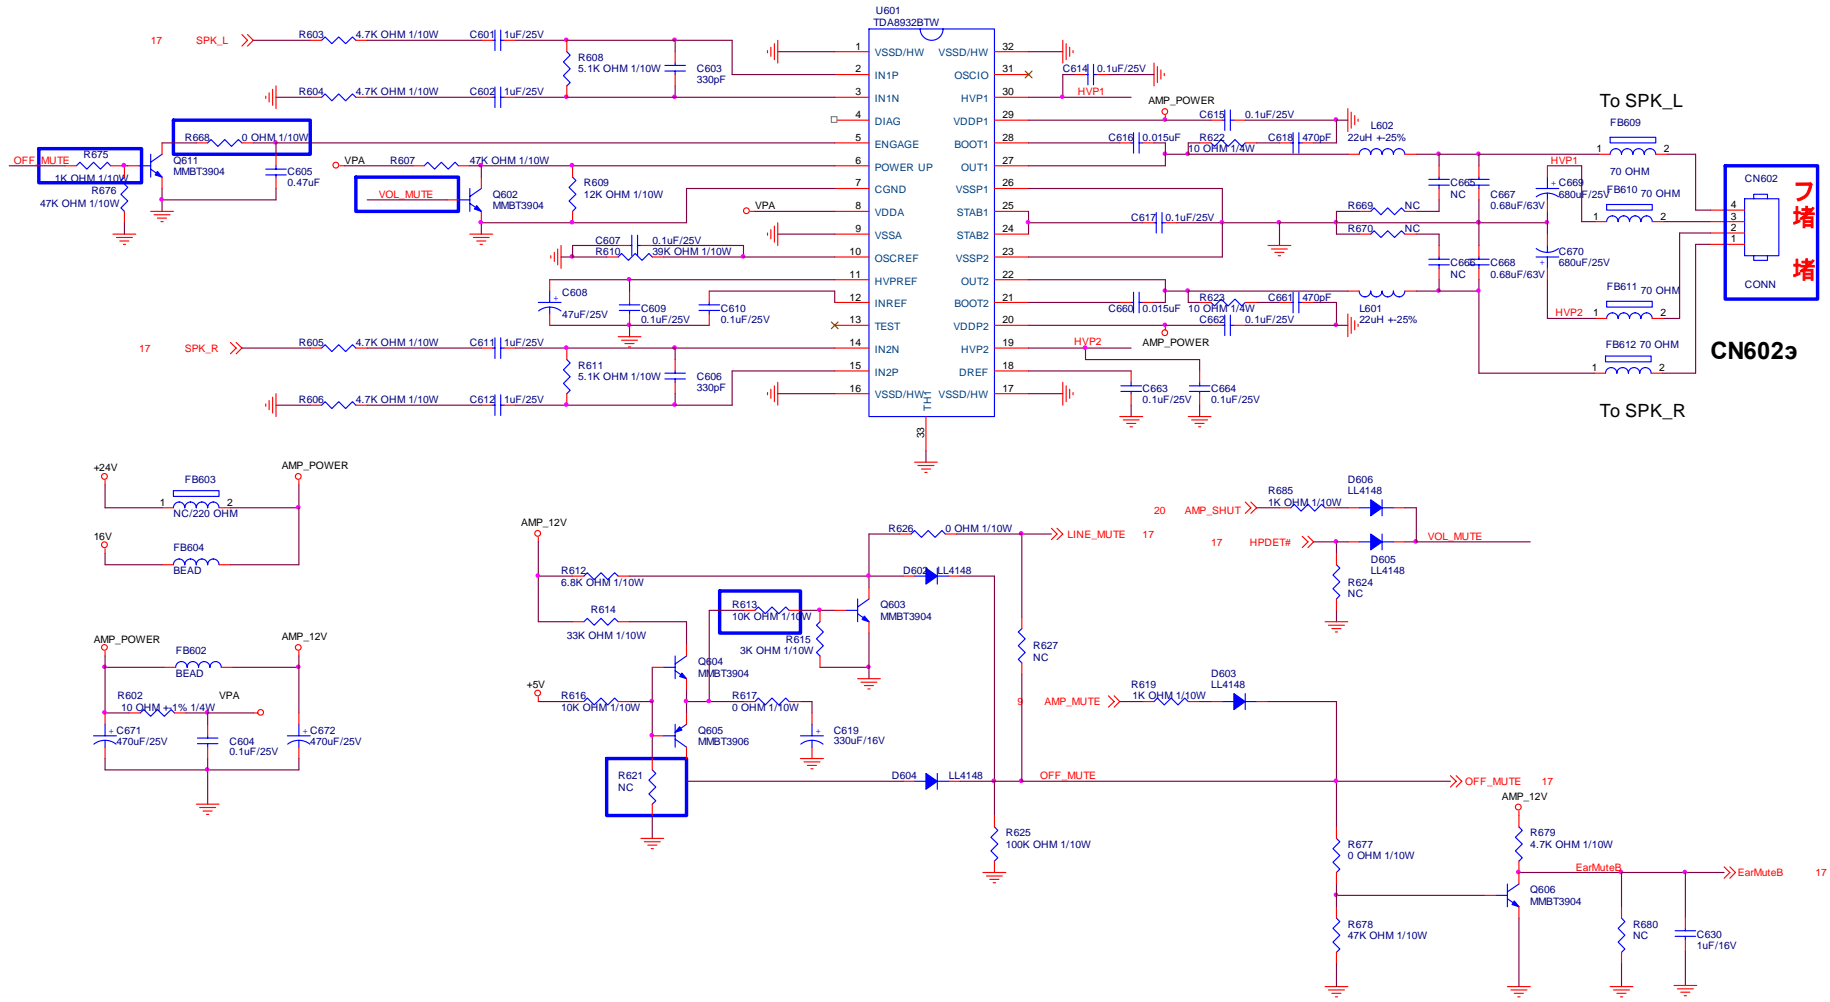 U601
TDA8932BTW
17 SPK_L
R603 4.7K OHM 1/10W
C601 1uF/25V
R608
5.1K OHM 1/10W
C603
330pF
R604 4.7K OHM 1/10W
C602 1uF/25V
1 VSSD/HW VSSD/HW 32
2 IN1P OSCIO 31
3 IN1N HVP1 30
4 DIAG VDDP1 29
5 ENGAGE BOOT1 28
6 POWER UP OUT1 27
7 CGND VSSP1 26
8 VDDA STAB1 25
9 VSSA STAB2 24
10 OSCREF VSSP2 23
11 HVPREF OUT2 22
12 INREF BOOT2 21
13 TEST VDDP2 20
14 IN2N HVP2 19
15 IN2P DREF 18
16 VSSD/HW VSSD/HW 17
TH1
33
C614 0.1uF/25V
HVP1
AMP_POWER
C615 0.1uF/25V
C616 0.015uF
R622
10 OHM 1/4W
C618 470pF
L602
22uH +-25%
To SPK_L
FB609
1 2
70 OHM
R668 0 OHM 1/10W
OFF_MUTE
R675
1K OHM 1/10W
Q611
MMBT3904
R676
47K OHM 1/10W
C605
0.47uF
VPA
R607 47K OHM 1/10W
VOL_MUTE
Q602
MMBT3904
R609
12K OHM 1/10W
VPA
C607 0.1uF/25V
R610 39K OHM 1/10W
C608
47uF/25V
C609
0.1uF/25V
C610
0.1uF/25V
C617 0.1uF/25V
R669 NC
R670 NC
C665
NC
C667
0.68uF/63V
HVP1
C669
680uF/25V
FB610 70 OHM
1 2
CN602
4
3
2
1
CONN
C666
NC
C668
0.68uF/63V
C670
680uF/25V
FB611 70 OHM
HVP2 1 2
C660 0.015uF
R623
10 OHM 1/4W
C661 470pF
C662 0.1uF/25V
L601
22uH +-25%
AMP_POWER
HVP2
FB612 70 OHM
1 2
フ
堵
堵
CN602э
To SPK_R
C663
0.1uF/25V
C664
0.1uF/25V
17 SPK_R
R605 4.7K OHM 1/10W
C611 1uF/25V
R611
5.1K OHM 1/10W
C606
330pF
R606 4.7K OHM 1/10W
C612 1uF/25V
+24V
AMP_POWER
FB603
1 2
NC/220 OHM
16V
FB604
BEAD
AMP_POWER
AMP_12V
FB602
BEAD
R602
10 OHM +-1% 1/4W
VPA
C671
470uF/25V
C604
0.1uF/25V
C672
470uF/25V
AMP_12V
R626 0 OHM 1/10W
LINE_MUTE 17
R612
6.8K OHM 1/10W
D602 LL4148
R614
33K OHM 1/10W
R613
10K OHM 1/10W
Q603
MMBT3904
R615
3K OHM 1/10W
Q604
MMBT3904
+5V
R616
10K OHM 1/10W
R617
0 OHM 1/10W
Q605
MMBT3906
C619
330uF/16V
R621
NC
D604 LL4148
R627
NC
R625
100K OHM 1/10W
20 AMP_SHUT
R685
1K OHM 1/10W
D606
LL4148
17 HPDET#
D605
LL4148
VOL_MUTE
R624
NC
9 AMP_MUTE
R619
1K OHM 1/10W
D603
LL4148
OFF_MUTE
OFF_MUTE 17
AMP_12V
R677
0 OHM 1/10W
R679
4.7K OHM 1/10W
EarMuteB
EarMuteB 17
Q606
MMBT3904
R678
47K OHM 1/10W
R680
NC
C630
1uF/16V